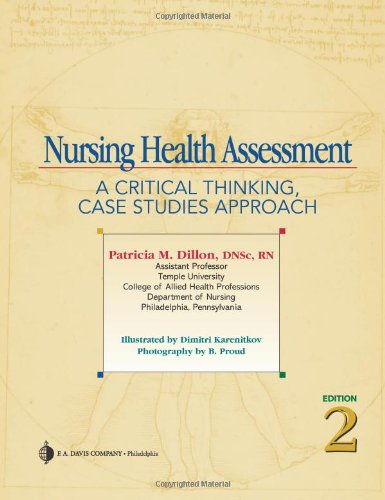 Copyrighted Material
Nursing Health Assessment
A CRITICAL THINKING,
CASE STUDIES APPROACH
Patricia M. Dillon, DNSc, RN
Assistant Professor
Temple University
College of Allied Health Professions
Department of Nursing
Philadelphia, Pennsylvania
Illustrated by Dimitri Karenitkov
Photography by B. Proud
EDITION
2
F. A. DAVIS COMPANY • Philadelphia
Copyrighted Material